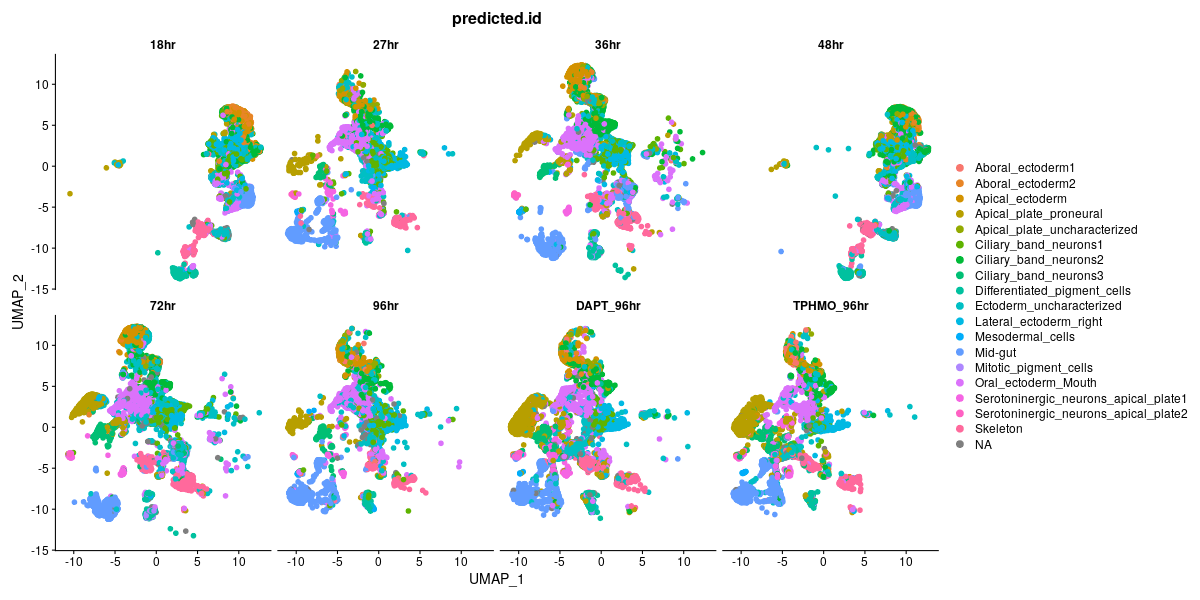 predicted.id
18hr 27hr 36hr 48hr
10
5
0
-5
-10
-15
UMAP_2
72hr 96hr DAPT_96hr TPHMO_96hr
10
5
0
-5
-10
-15
-10 -5 0 5 10 -10 -5 0 5 10 -10 -5 0 5 10 -10 -5 0 5 10
UMAP_1
Aboral_ectoderm1
Aboral_ectoderm2
Apical_ectoderm
Apical_plate_proneural
Apical_plate_uncharacterized
Ciliary_band_neurons1
Ciliary_band_neurons2
Ciliary_band_neurons3
Differentiated_pigment_cells
Ectoderm_uncharacterized
Lateral_ectoderm_right
Mesodermal_cells
Mid-gut
Mitotic_pigment_cells
Oral_ectoderm_Mouth
Serotoninergic_neurons_apical_plate1
Serotoninergic_neurons_apical_plate2
Skeleton
NA